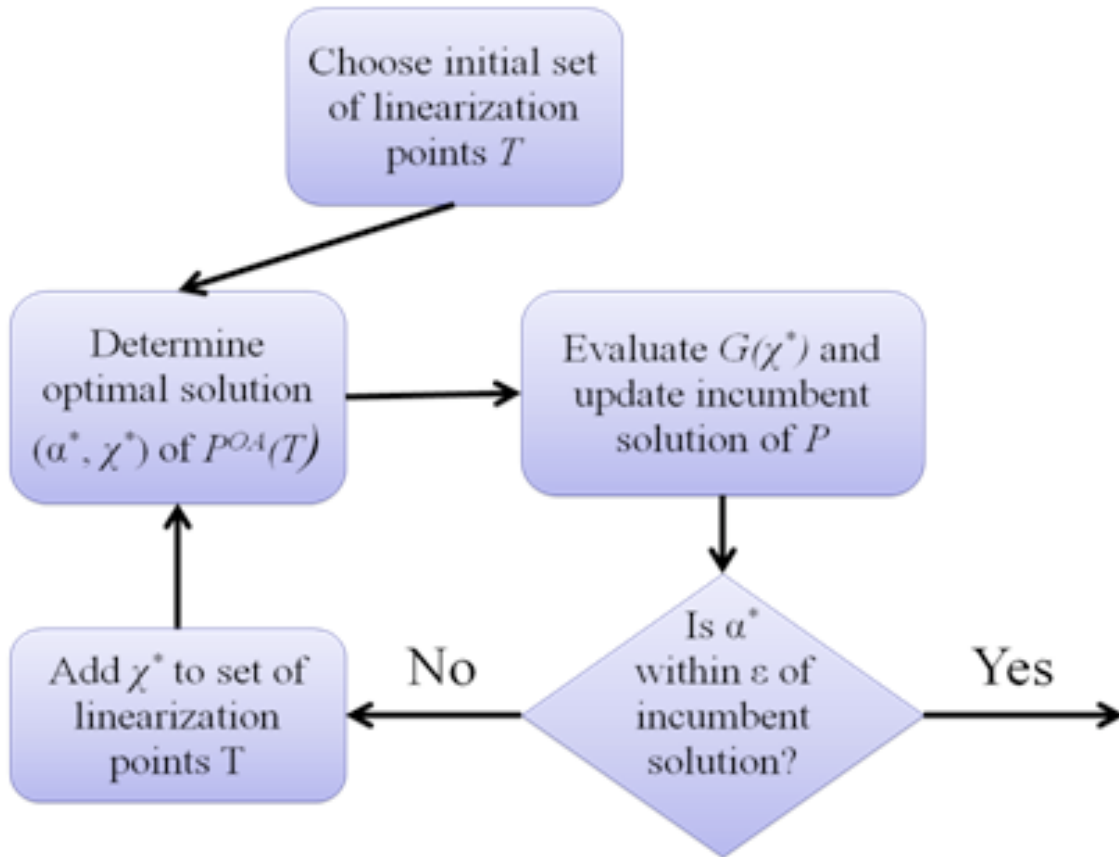 Choose initial set
of linearization
points T
Determine
optimal solution
(α*, χ*) of P^OA(T)
Evaluate G(χ*) and
update incumbent
solution of P
Is α*
within ε of
incumbent
solution?
No
Yes
Add χ* to set of
linearization
points T